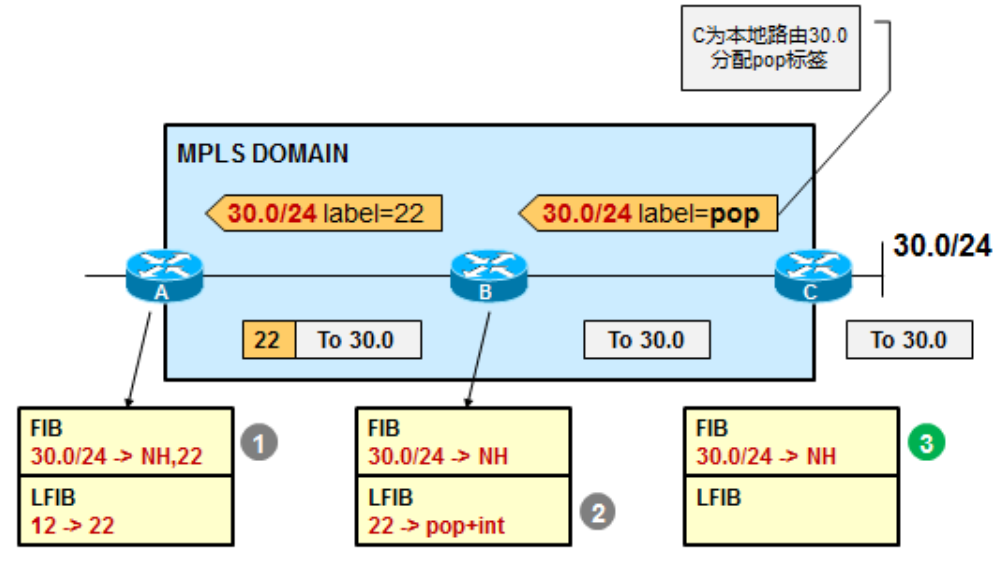 C为本地路由30.0
分配pop标签
MPLS DOMAIN
30.0/24 label=22
30.0/24 label=pop
30.0/24
A
B
C
22 To 30.0
To 30.0
To 30.0
FIB
30.0/24 -> NH,22
LFIB
12 -> 22
1
FIB
30.0/24 -> NH
LFIB
22 -> pop+int
2
FIB
30.0/24 -> NH
LFIB
3